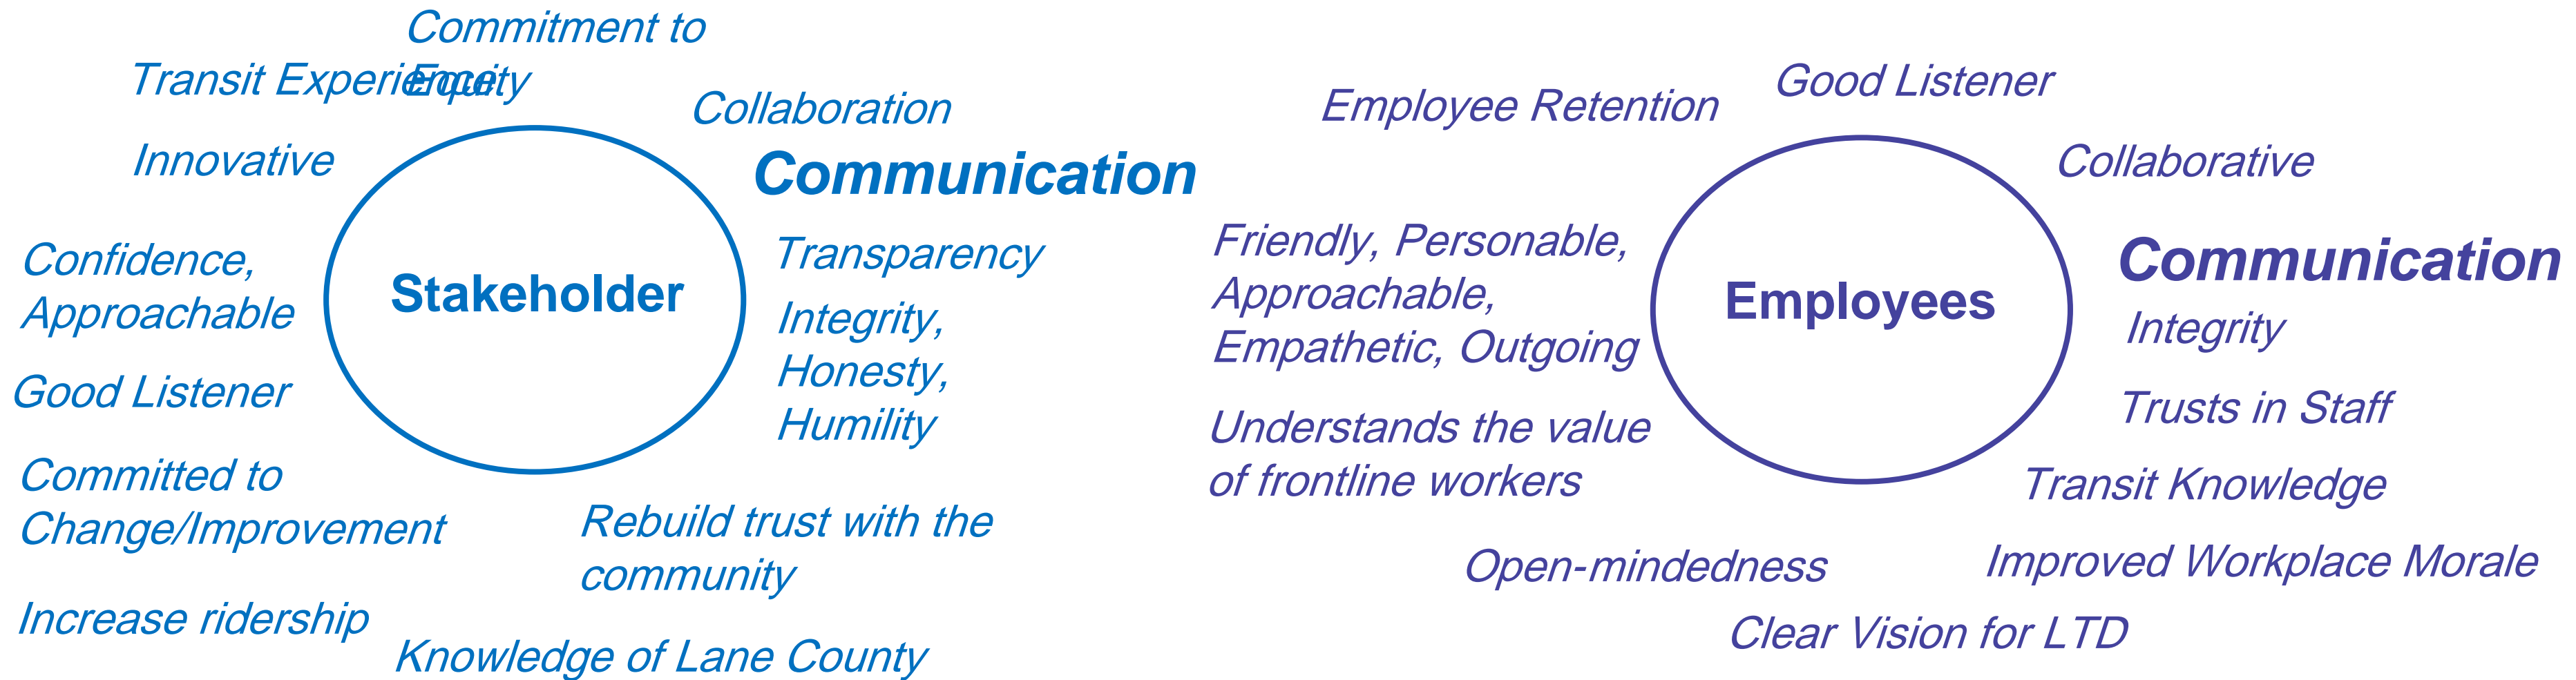 Commitment to
Equity
Transit Experience
Collaboration
Innovative
Communication
Confidence,
Approachable
Stakeholder
Transparency
Integrity,
Honesty,
Humility
Good Listener
Committed to
Change/Improvement
Rebuild trust with the
community
Increase ridership
Knowledge of Lane County
Good Listener
Employee Retention
Collaborative
Friendly, Personable,
Approachable,
Empathetic, Outgoing
Employees
Communication
Integrity
Understands the value
of frontline workers
Trusts in Staff
Transit Knowledge
Open-mindedness
Improved Workplace Morale
Clear Vision for LTD